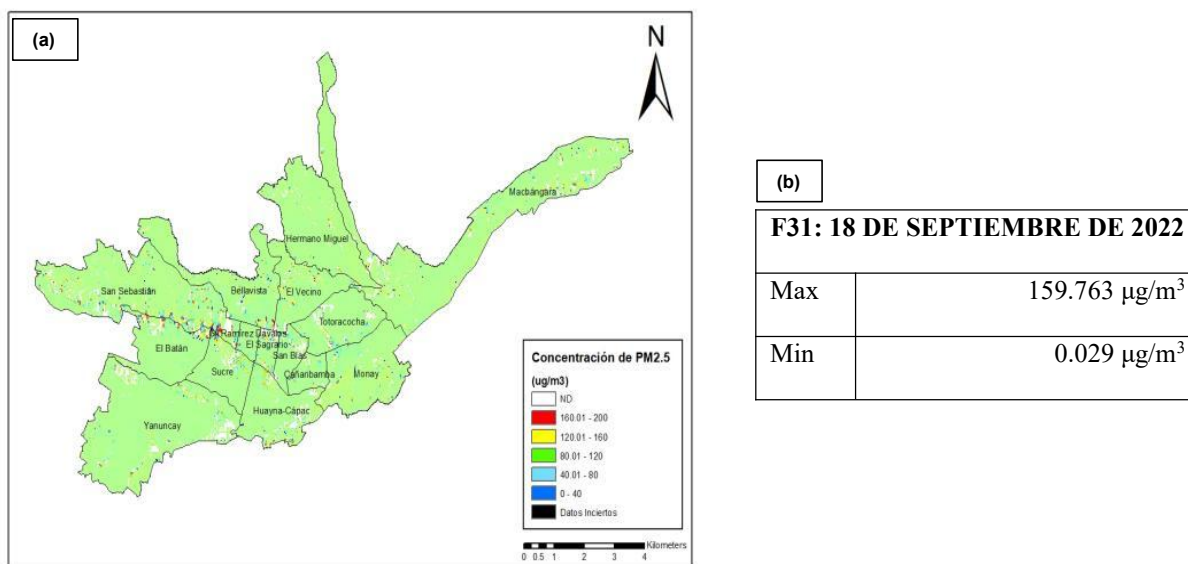 (a)
N
Macbángara
Hermano Miguel
San Sebastián
Bellavista
El Vecino
Totoracocha
Ramírez Dávalos
El Sagrario
El Batán
San Blas
Sucre
Cañaribamba
Monay
Huayna-Cápac
Yanuncay
Concentración de PM2.5
(ug/m3)
ND
160.01 - 200
120.01 - 160
80.01 - 120
40.01 - 80
0 - 40
Datos Inciertos
Kilometers
0 0.5 1 2 3 4
(b)
F31: 18 DE SEPTIEMBRE DE 2022
Max 159.763 μg/m³
Min 0.029 μg/m³